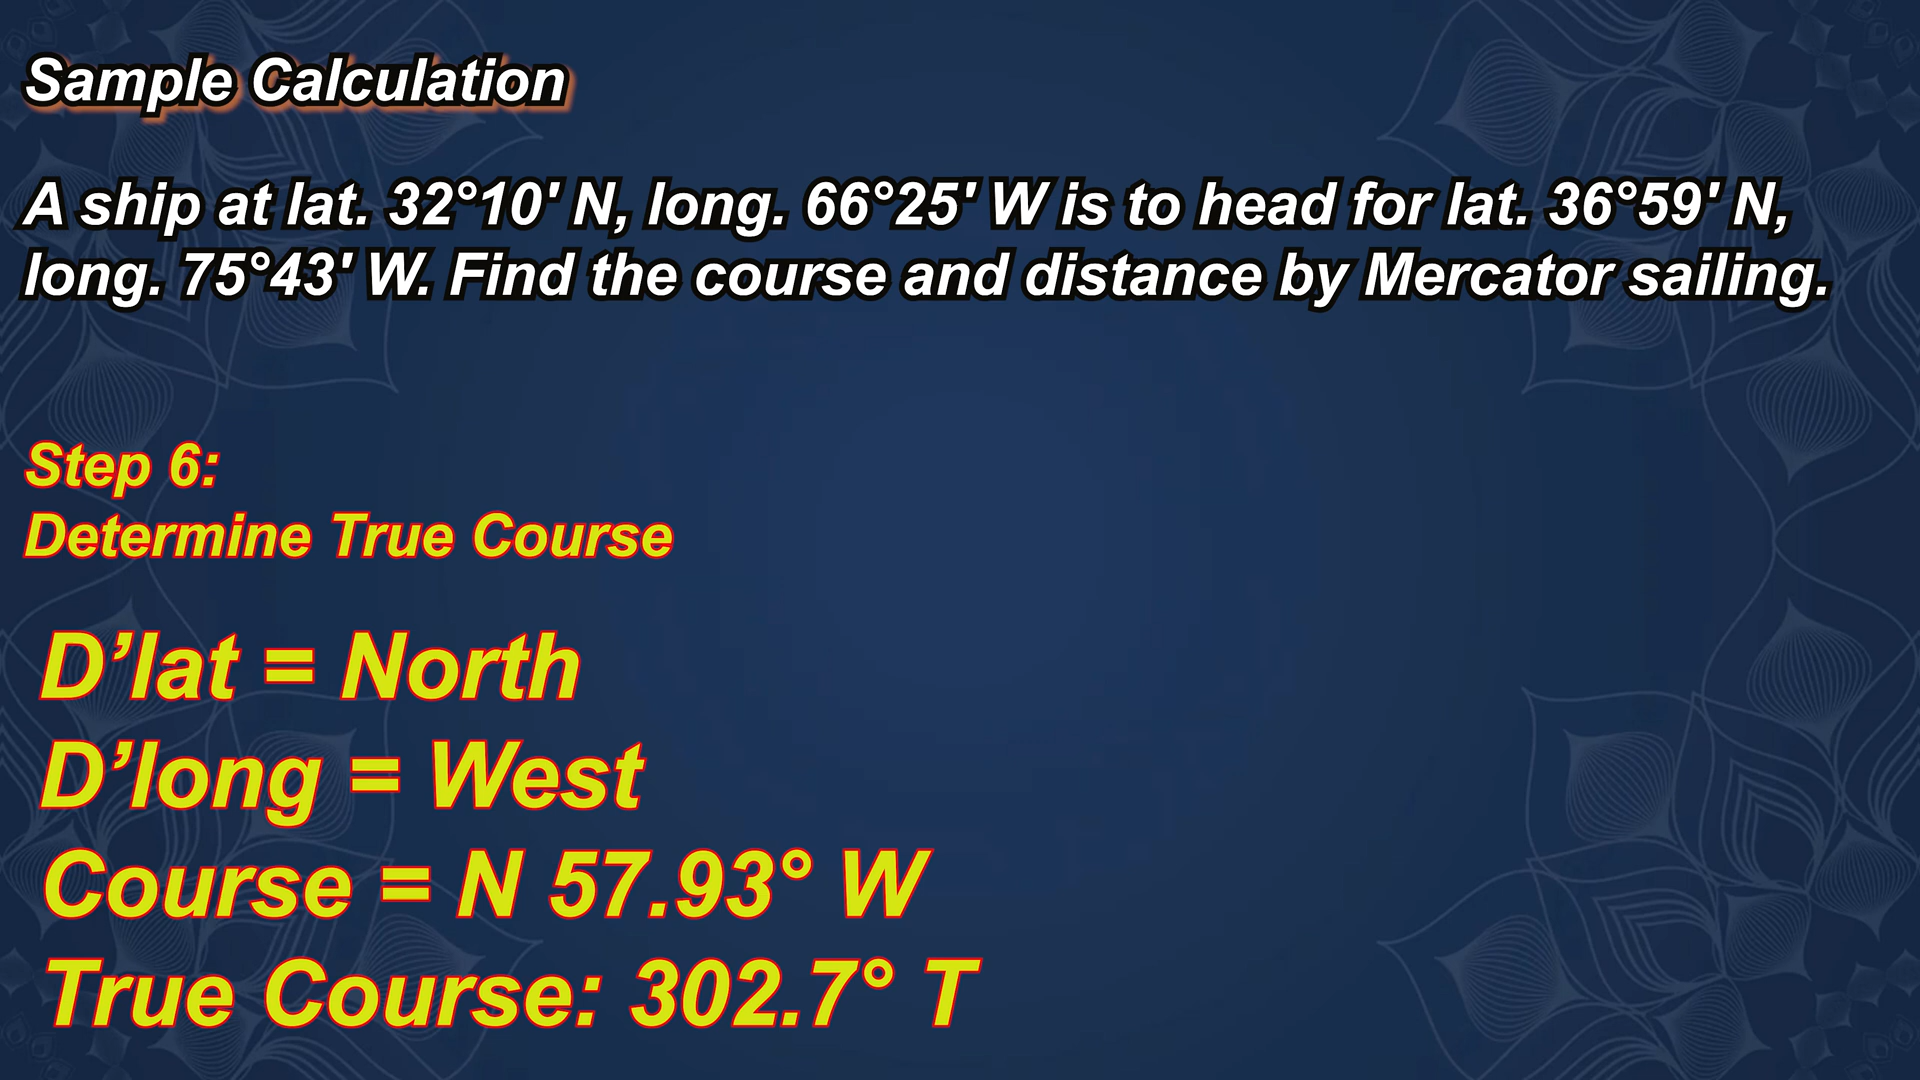 Sample Calculation
A ship at lat. 32°10' N, long. 66°25' W is to head for lat. 36°59' N,
long. 75°43' W. Find the course and distance by Mercator sailing.
Step 6:
Determine True Course
D’lat = North
D’long = West
Course = N 57.93° W
True Course: 302.7° T